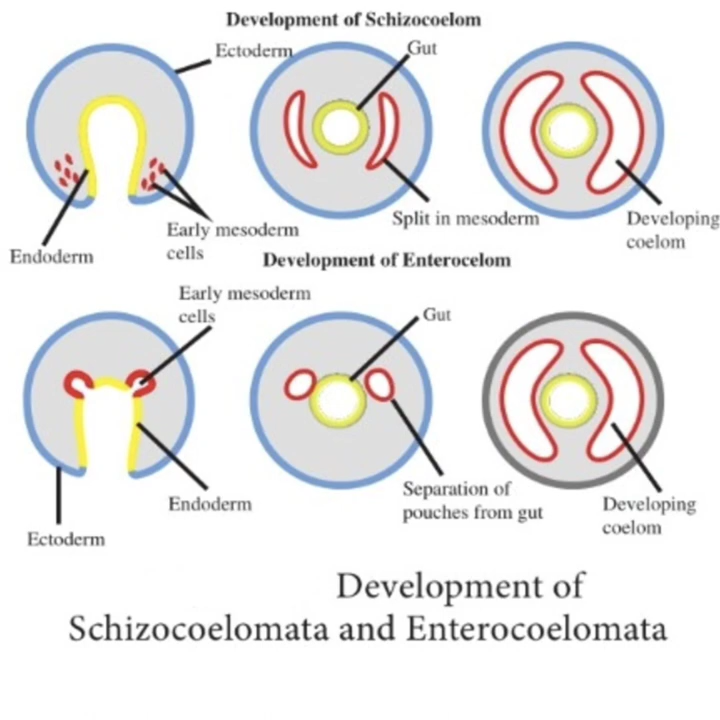 Development of Schizocoelom
Ectoderm
Gut
Early mesoderm
cells
Endoderm
Split in mesoderm
Developing
coelom
Development of Enterocelom
Early mesoderm
cells
Gut
Endoderm
Ectoderm
Separation of
pouches from gut
Developing
coelom
Development of
Schizocoelomata and Enterocoelomata